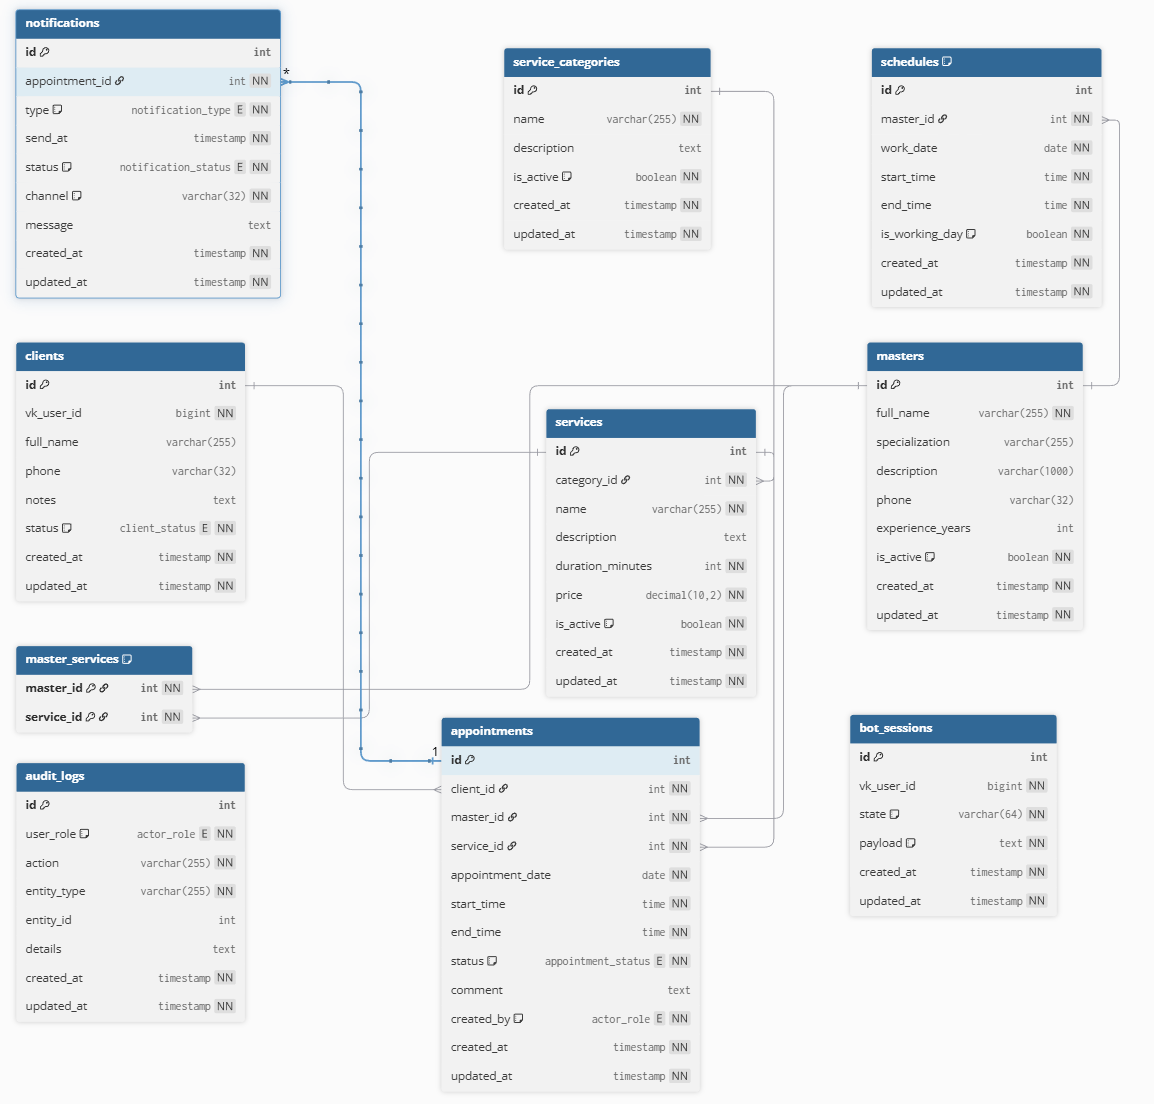 notifications
id int
appointment_id int NN
type notification_type E NN
send_at timestamp NN
status notification_status E NN
channel varchar(32) NN
message text
created_at timestamp NN
updated_at timestamp NN
*
service_categories
id int
name varchar(255) NN
description text
is_active boolean NN
created_at timestamp NN
updated_at timestamp NN
schedules
id int
master_id int NN
work_date date NN
start_time time NN
end_time time NN
is_working_day boolean NN
created_at timestamp NN
updated_at timestamp NN
clients
id int
vk_user_id bigint NN
full_name varchar(255)
phone varchar(32)
notes text
status client_status E NN
created_at timestamp NN
updated_at timestamp NN
services
id int
category_id int NN
name varchar(255) NN
description text
duration_minutes int NN
price decimal(10,2) NN
is_active boolean NN
created_at timestamp NN
updated_at timestamp NN
masters
id int
full_name varchar(255) NN
specialization varchar(255)
description varchar(1000)
phone varchar(32)
experience_years int
is_active boolean NN
created_at timestamp NN
updated_at timestamp NN
master_services
master_id int NN
service_id int NN
audit_logs
id int
user_role actor_role E NN
action varchar(255) NN
entity_type varchar(255) NN
entity_id int
details text
created_at timestamp NN
updated_at timestamp NN
1
appointments
id int
client_id int NN
master_id int NN
service_id int NN
appointment_date date NN
start_time time NN
end_time time NN
status appointment_status E NN
comment text
created_by actor_role E NN
created_at timestamp NN
updated_at timestamp NN
bot_sessions
id int
vk_user_id bigint NN
state varchar(64) NN
payload text NN
created_at timestamp NN
updated_at timestamp NN